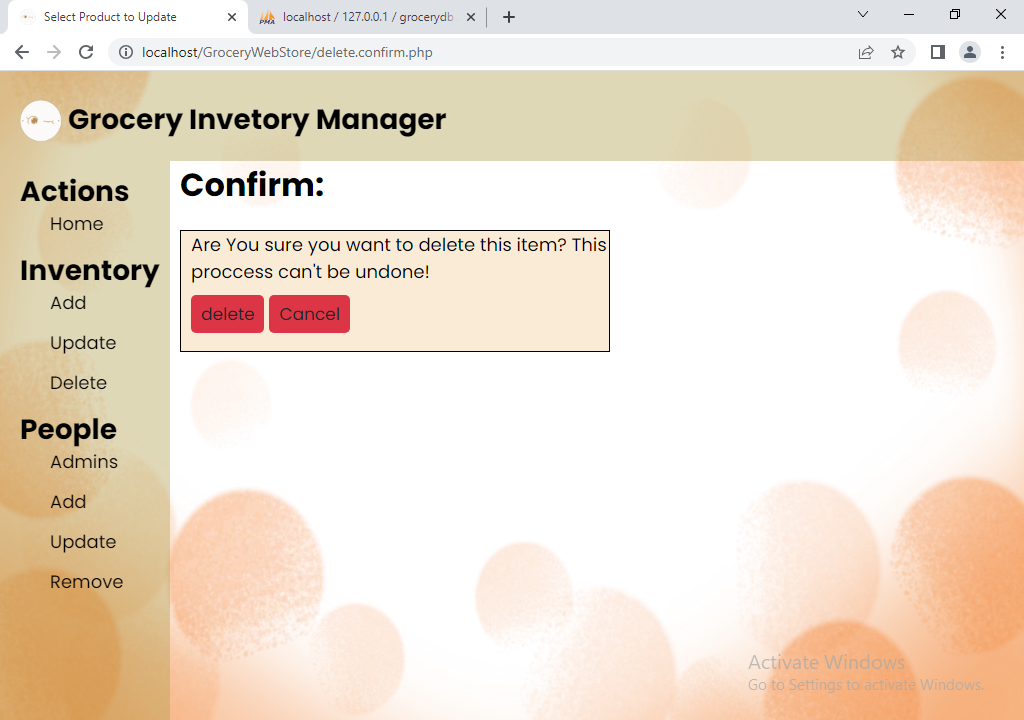 Select Product to Update
localhost / 127.0.0.1 / grocerydb
localhost/GroceryWebStore/delete.confirm.php
Grocery Invetory Manager
Actions
Home
Inventory
Add
Update
Delete
People
Admins
Add
Update
Remove
Confirm:
Are You sure you want to delete this item? This
proccess can't be undone!
delete Cancel
Activate Windows
Go to Settings to activate Windows.